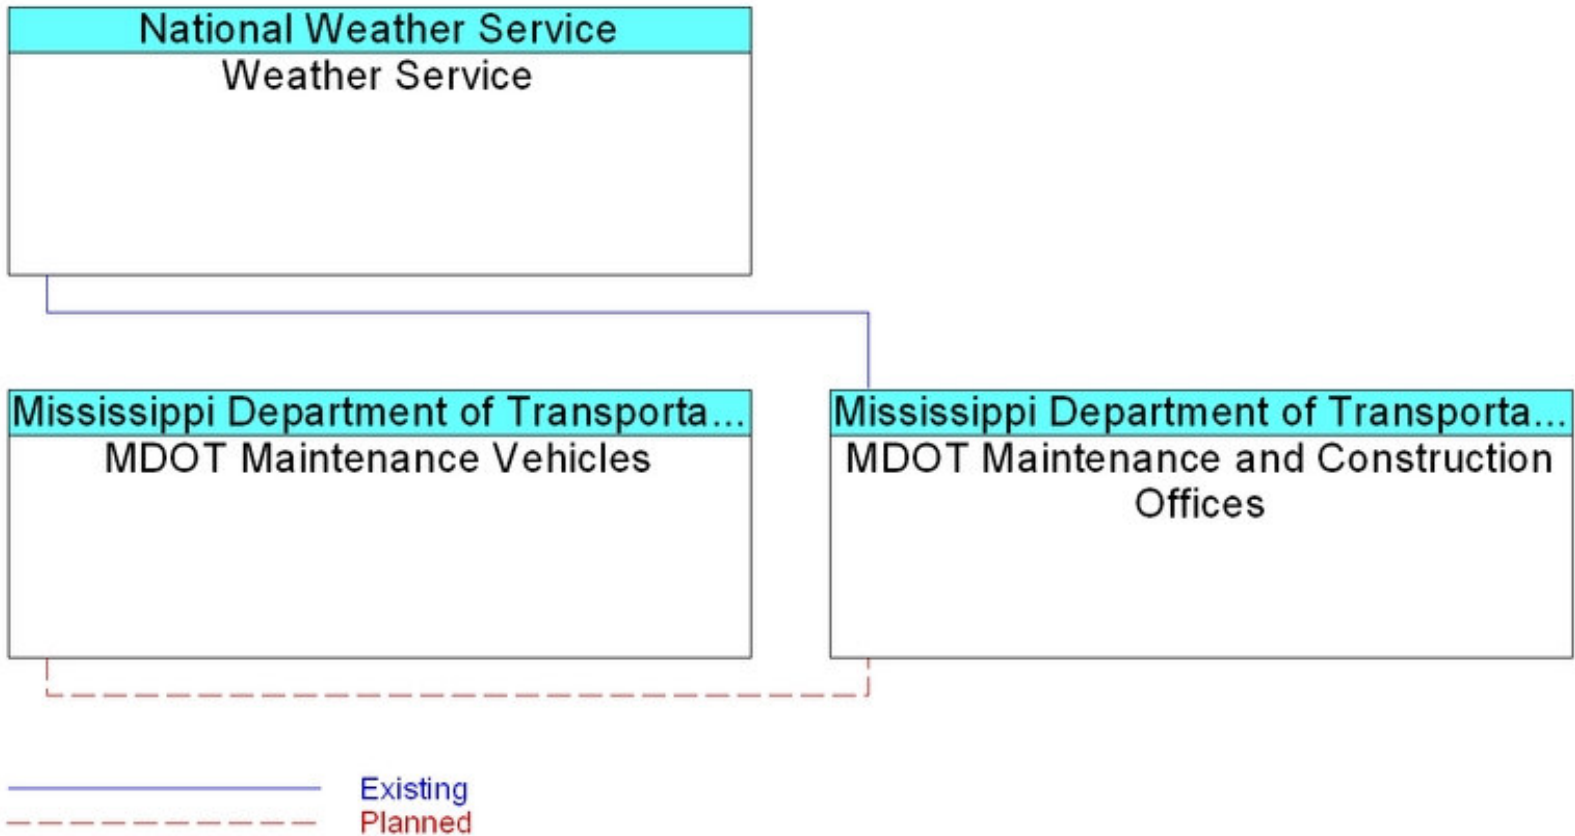 National Weather Service
Weather Service
Mississippi Department of Transporta...
MDOT Maintenance Vehicles
Mississippi Department of Transporta...
MDOT Maintenance and Construction
Offices
Existing
Planned